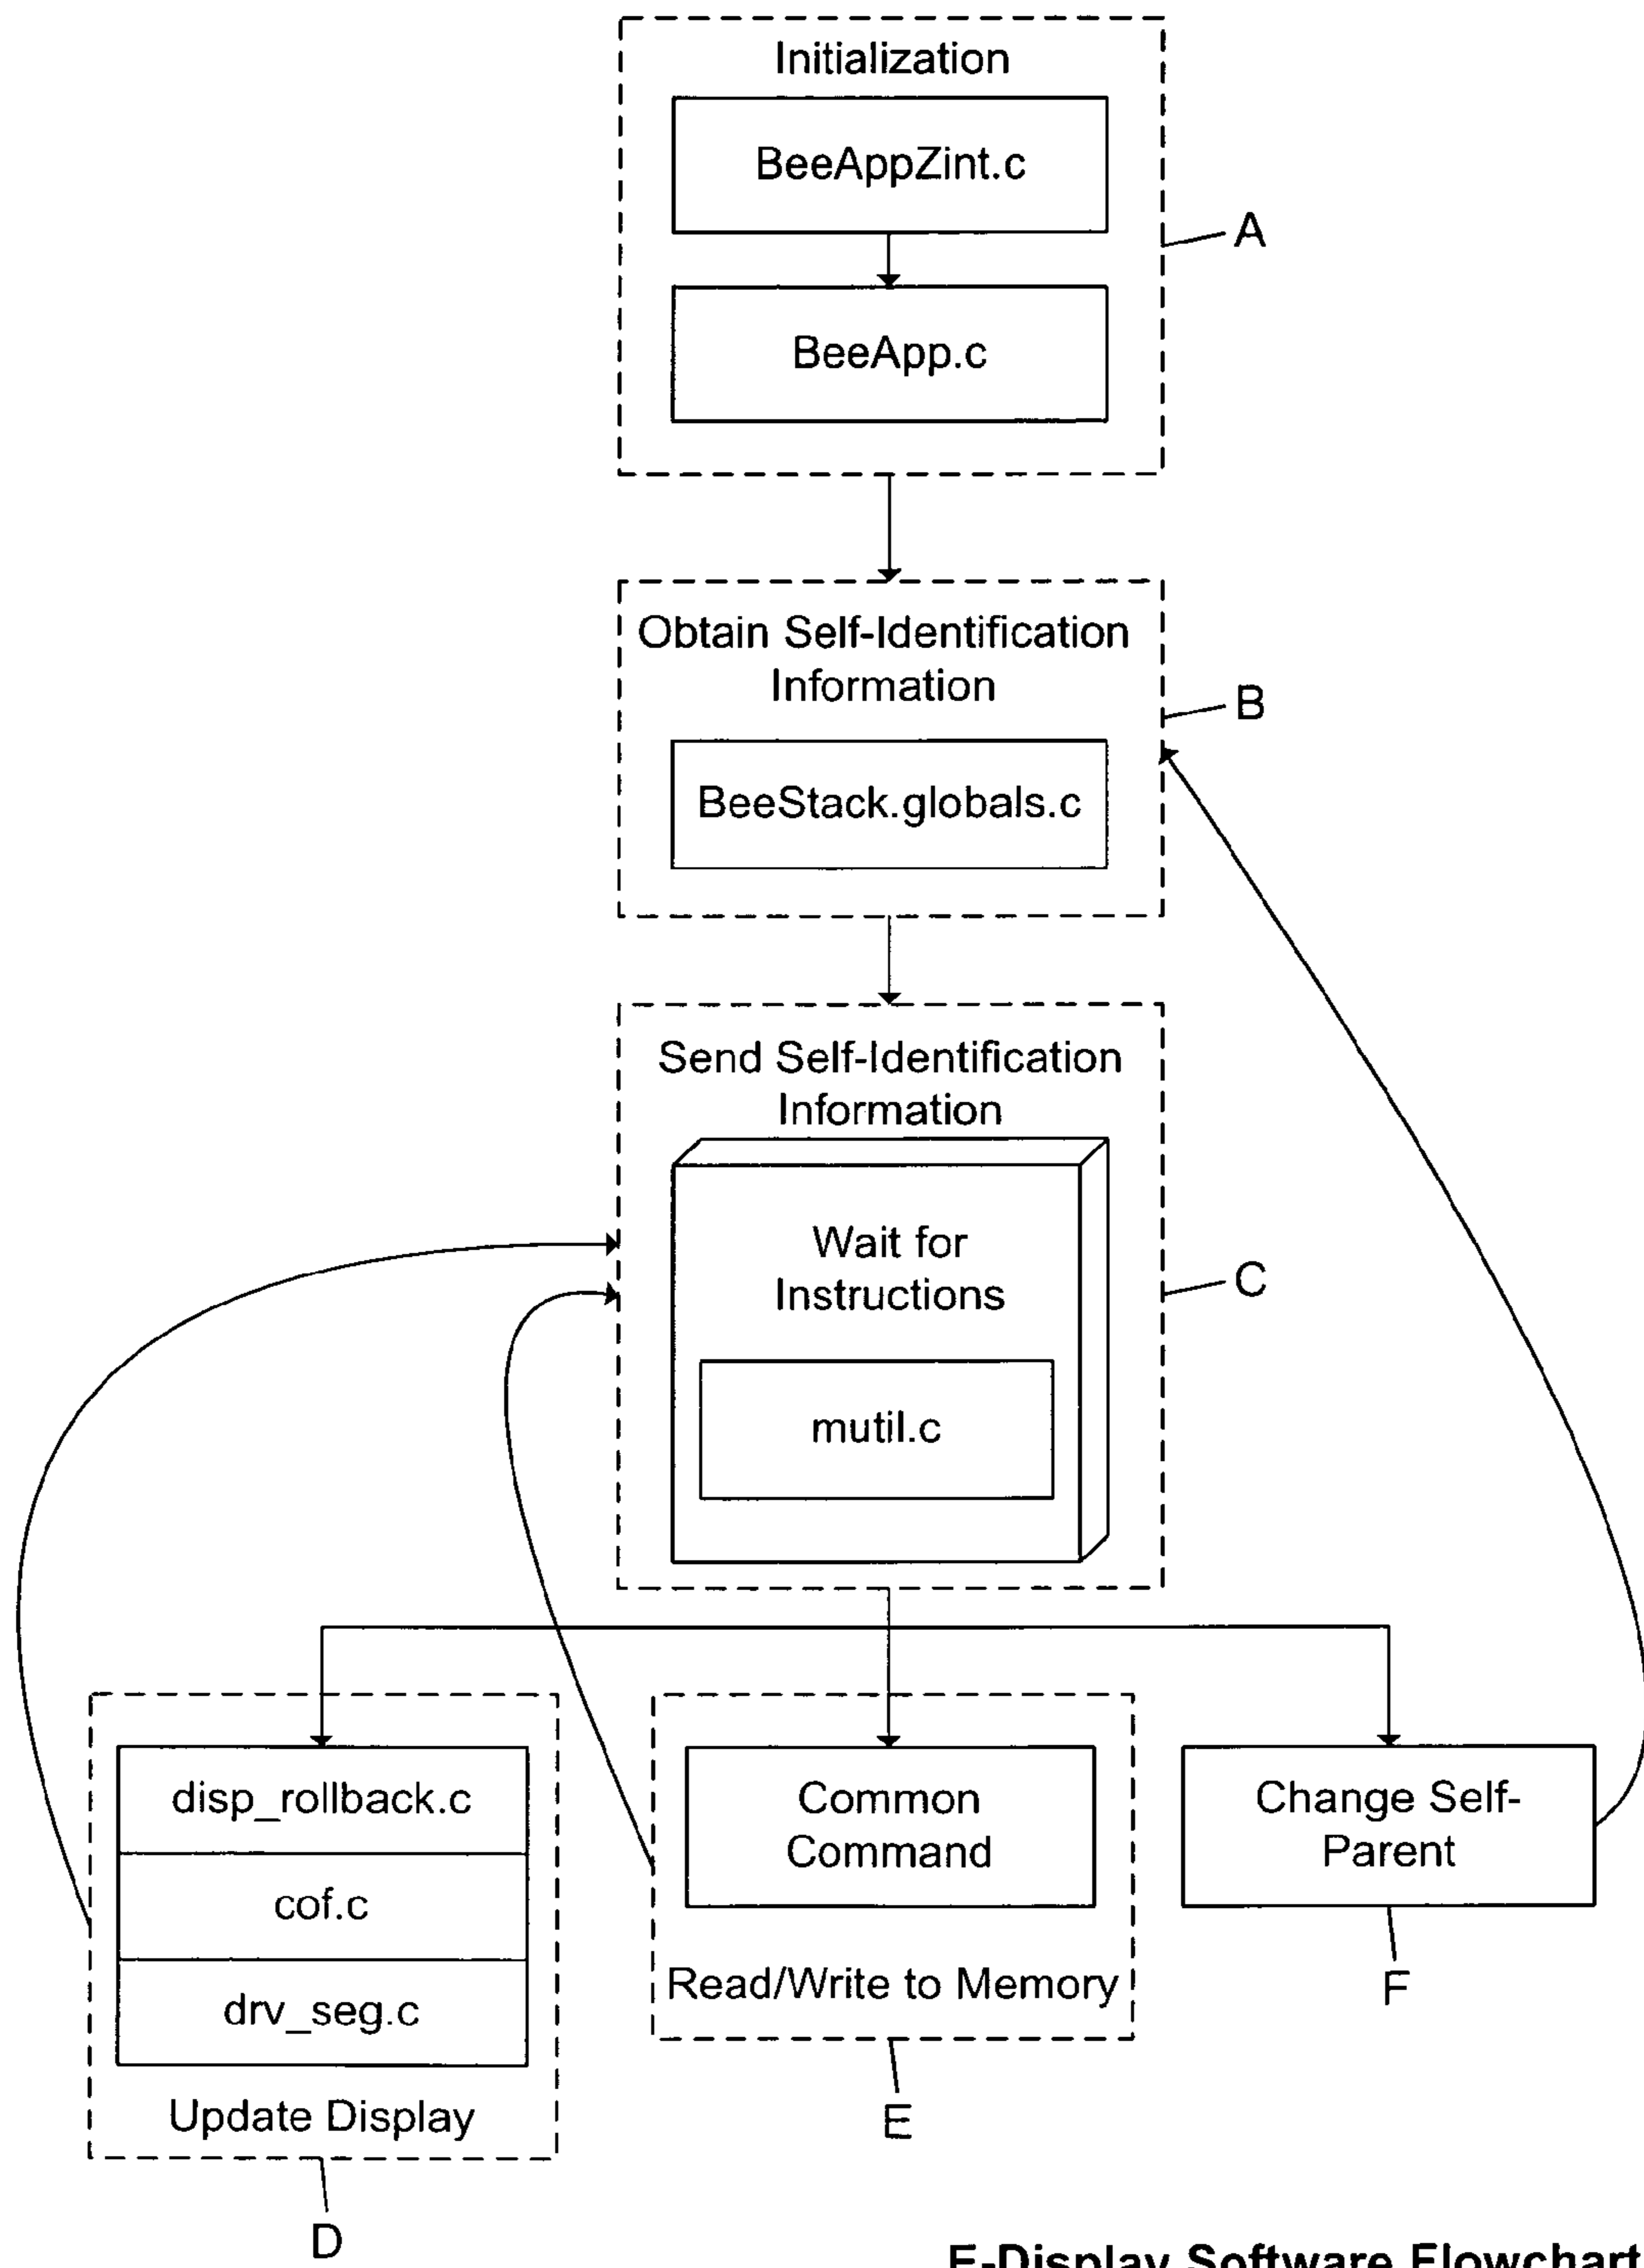 Initialization
BeeAppZint.c
A
BeeApp.c
Obtain Self-Identification
Information
B
BeeStack.globals.c
Send Self-Identification
Information
Wait for
Instructions
C
mutil.c
disp_rollback.c
cof.c
drv_seg.c
Update Display
D
Common
Command
Read/Write to Memory
E
Change Self-
Parent
F
E-Display Software Flowchart